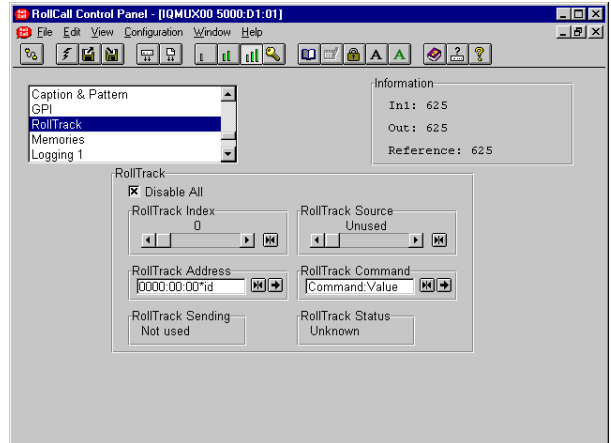 RollCall Control Panel - [IQMUX00 5000:D1:01]
File Edit View Configuration Window Help
A A
Caption & Pattern
GPI
RollTrack
Memories
Logging 1
Information
In1: 625
Out: 625
Reference: 625
RollTrack
Disable All
RollTrack Index
0
RollTrack Source
Unused
RollTrack Address
0000:00:00*id
RollTrack Command
Command:Value
RollTrack Sending
Not used
RollTrack Status
Unknown